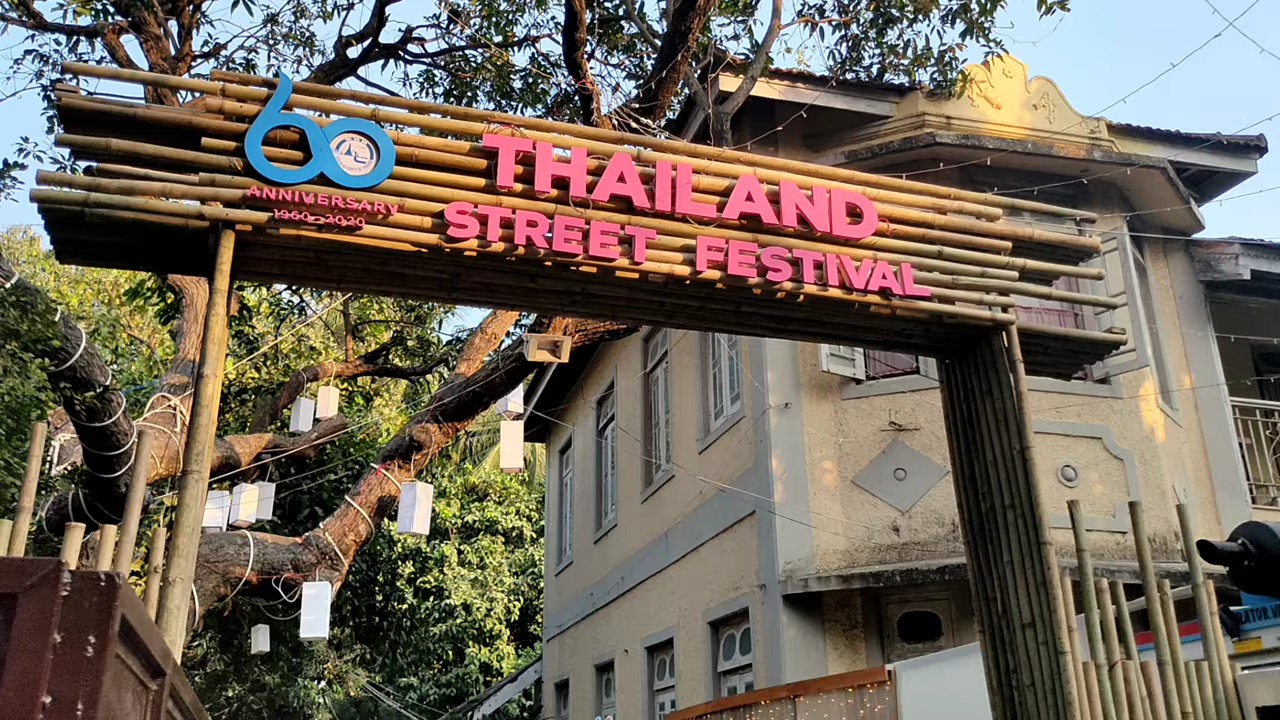 60
ANNIVERSARY
1960-2020
THAILAND
STREET FESTIVAL